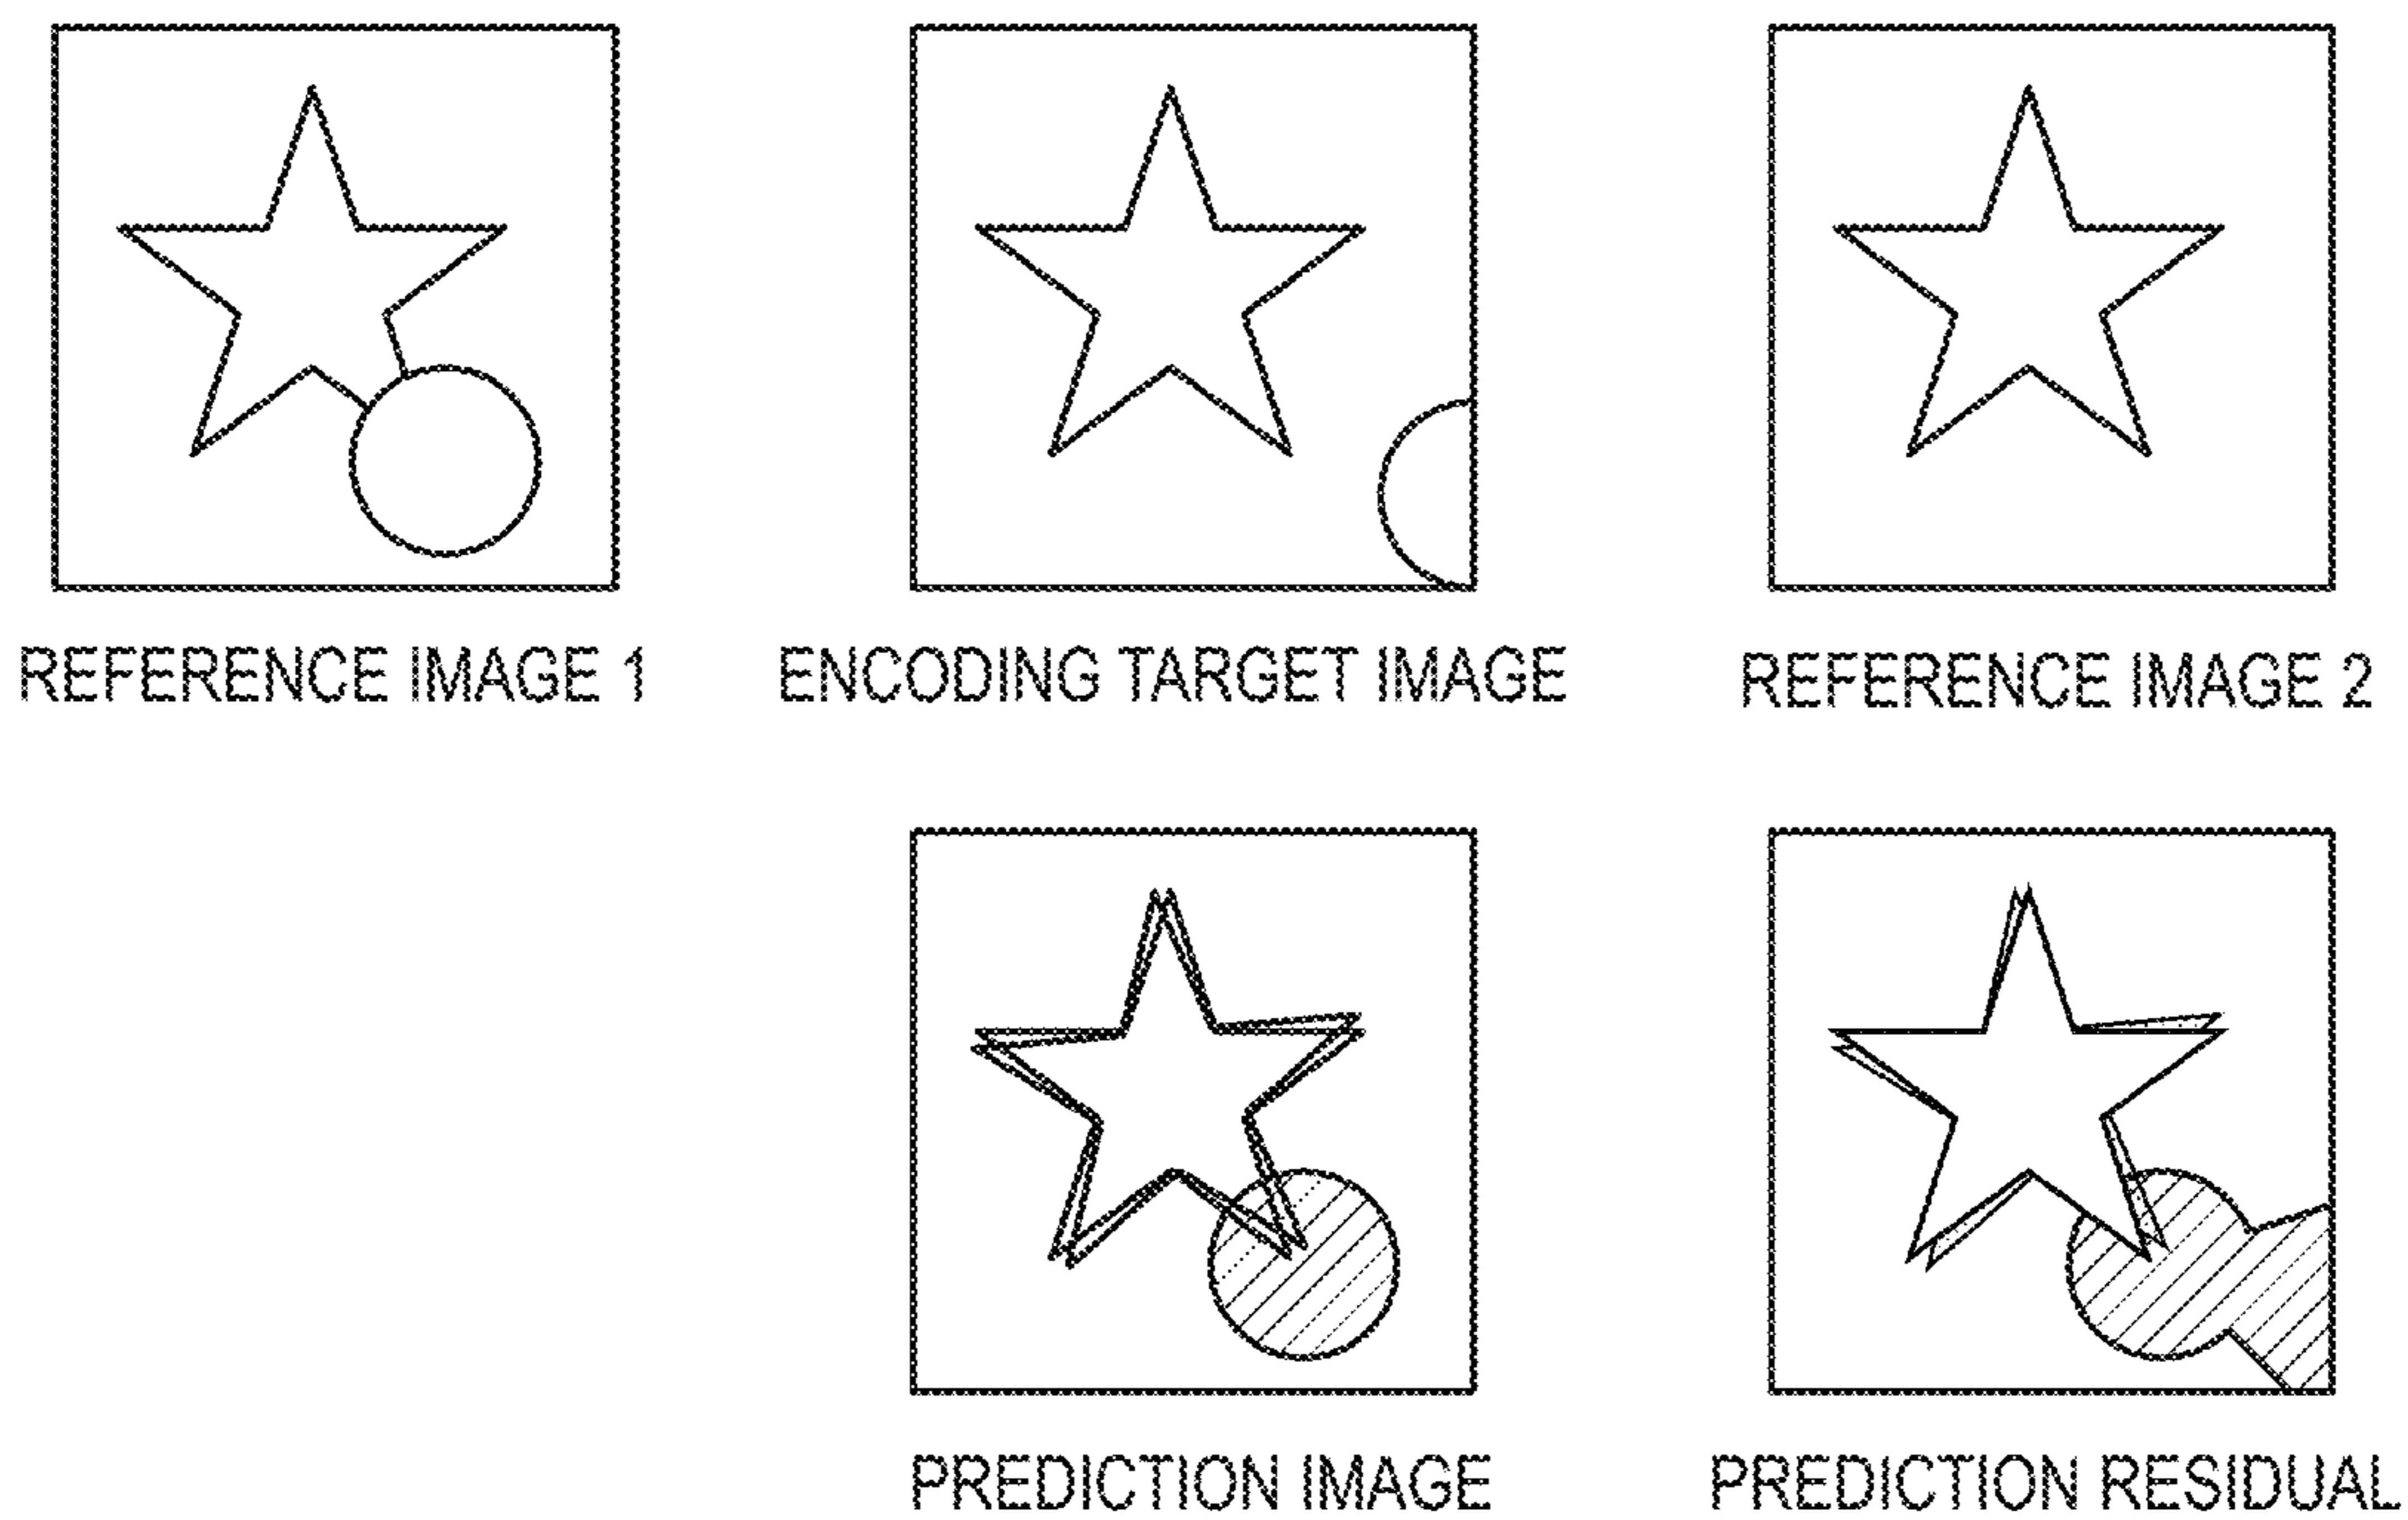 REFERENCE IMAGE 1
ENCODING TARGET IMAGE
REFERENCE IMAGE 2
PREDICTION IMAGE
PREDICTION RESIDUAL